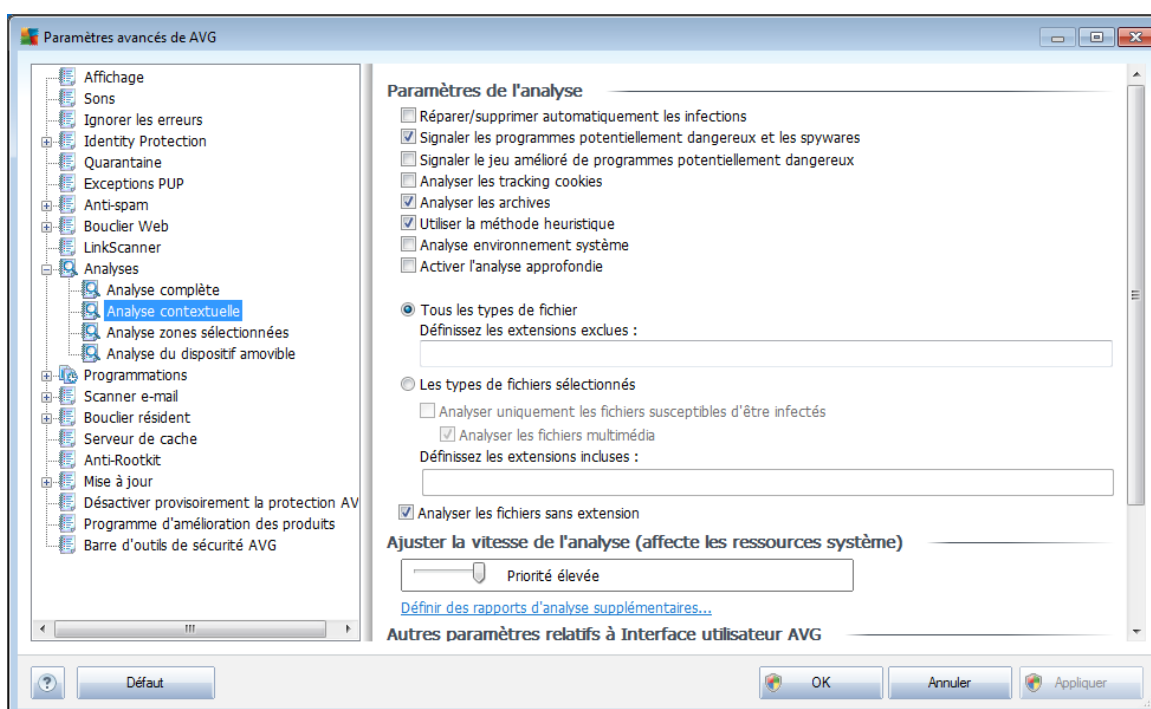 Paramètres avancés de AVG
Affichage
Sons
Ignorer les erreurs
Identity Protection
Quarantaine
Exceptions PUP
Anti-spam
Bouclier Web
LinkScanner
Analyses
Analyse complète
Analyse contextuelle
Analyse zones sélectionnées
Analyse du dispositif amovible
Programmations
Scanner e-mail
Bouclier résident
Serveur de cache
Anti-Rootkit
Mise à jour
Désactiver provisoirement la protection AV
Programme d'amélioration des produits
Barre d'outils de sécurité AVG
Paramètres de l'analyse
Réparer/supprimer automatiquement les infections
Signaler les programmes potentiellement dangereux et les spywares
Signaler le jeu amélioré de programmes potentiellement dangereux
Analyser les tracking cookies
Analyser les archives
Utiliser la méthode heuristique
Analyse environnement système
Activer l'analyse approfondie
Tous les types de fichier
Définissez les extensions exclues :
Les types de fichiers sélectionnés
Analyser uniquement les fichiers susceptibles d'être infectés
Analyser les fichiers multimédia
Définissez les extensions incluses :
Analyser les fichiers sans extension
Ajuster la vitesse de l'analyse (affecte les ressources système)
Priorité élevée
Définir des rapports d'analyse supplémentaires...
Autres paramètres relatifs à Interface utilisateur AVG
? Défaut OK Annuler Appliquer